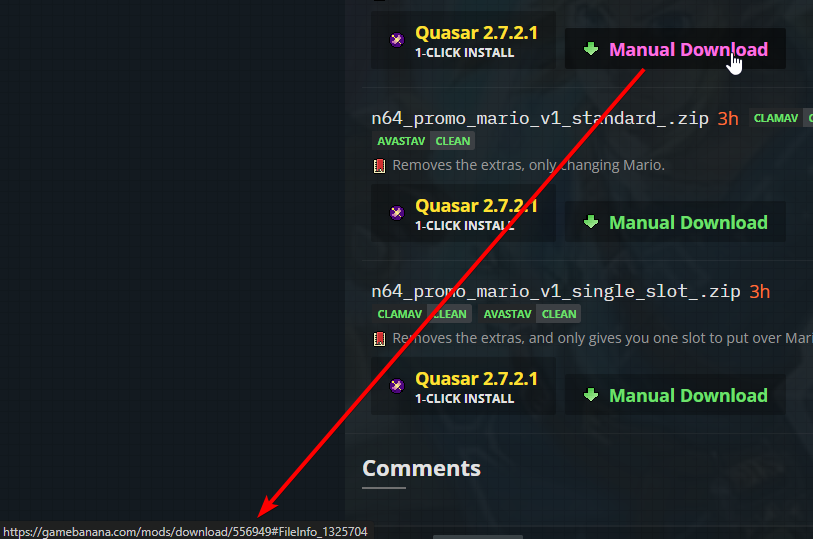 Quasar 2.7.2.1
1-CLICK INSTALL
Manual Download
n64_promo_mario_v1_standard_.zip 3h CLAMAV
AVASTAV CLEAN
Removes the extras, only changing Mario.
Quasar 2.7.2.1
1-CLICK INSTALL
Manual Download
n64_promo_mario_v1_single_slot_.zip 3h
CLAMAV CLEAN AVASTAV CLEAN
Removes the extras, and only gives you one slot to put over Mari
Quasar 2.7.2.1
1-CLICK INSTALL
Manual Download
Comments
https://gamebanana.com/mods/download/556949#FileInfo_1325704